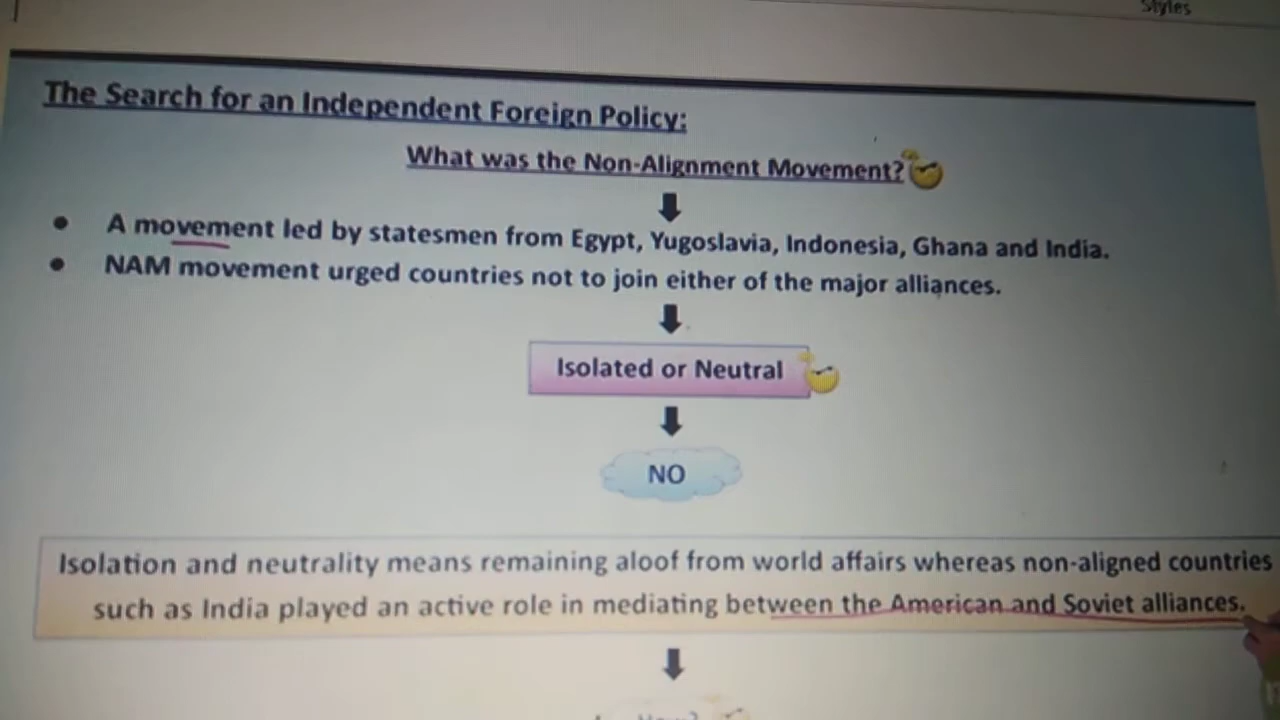 Styles
The Search for an Independent Foreign Policy:
What was the Non-Alignment Movement?
• A movement led by statesmen from Egypt, Yugoslavia, Indonesia, Ghana and India.
• NAM movement urged countries not to join either of the major alliances.
Isolated or Neutral
NO
Isolation and neutrality means remaining aloof from world affairs whereas non-aligned countries
such as India played an active role in mediating between the American and Soviet alliances.